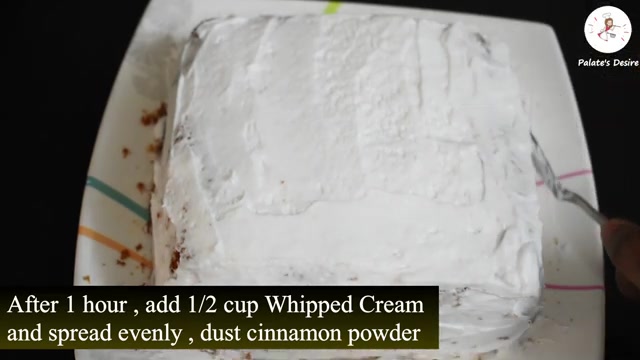 Palate's Desire
After 1 hour , add 1/2 cup Whipped Cream
and spread evenly , dust cinnamon powder